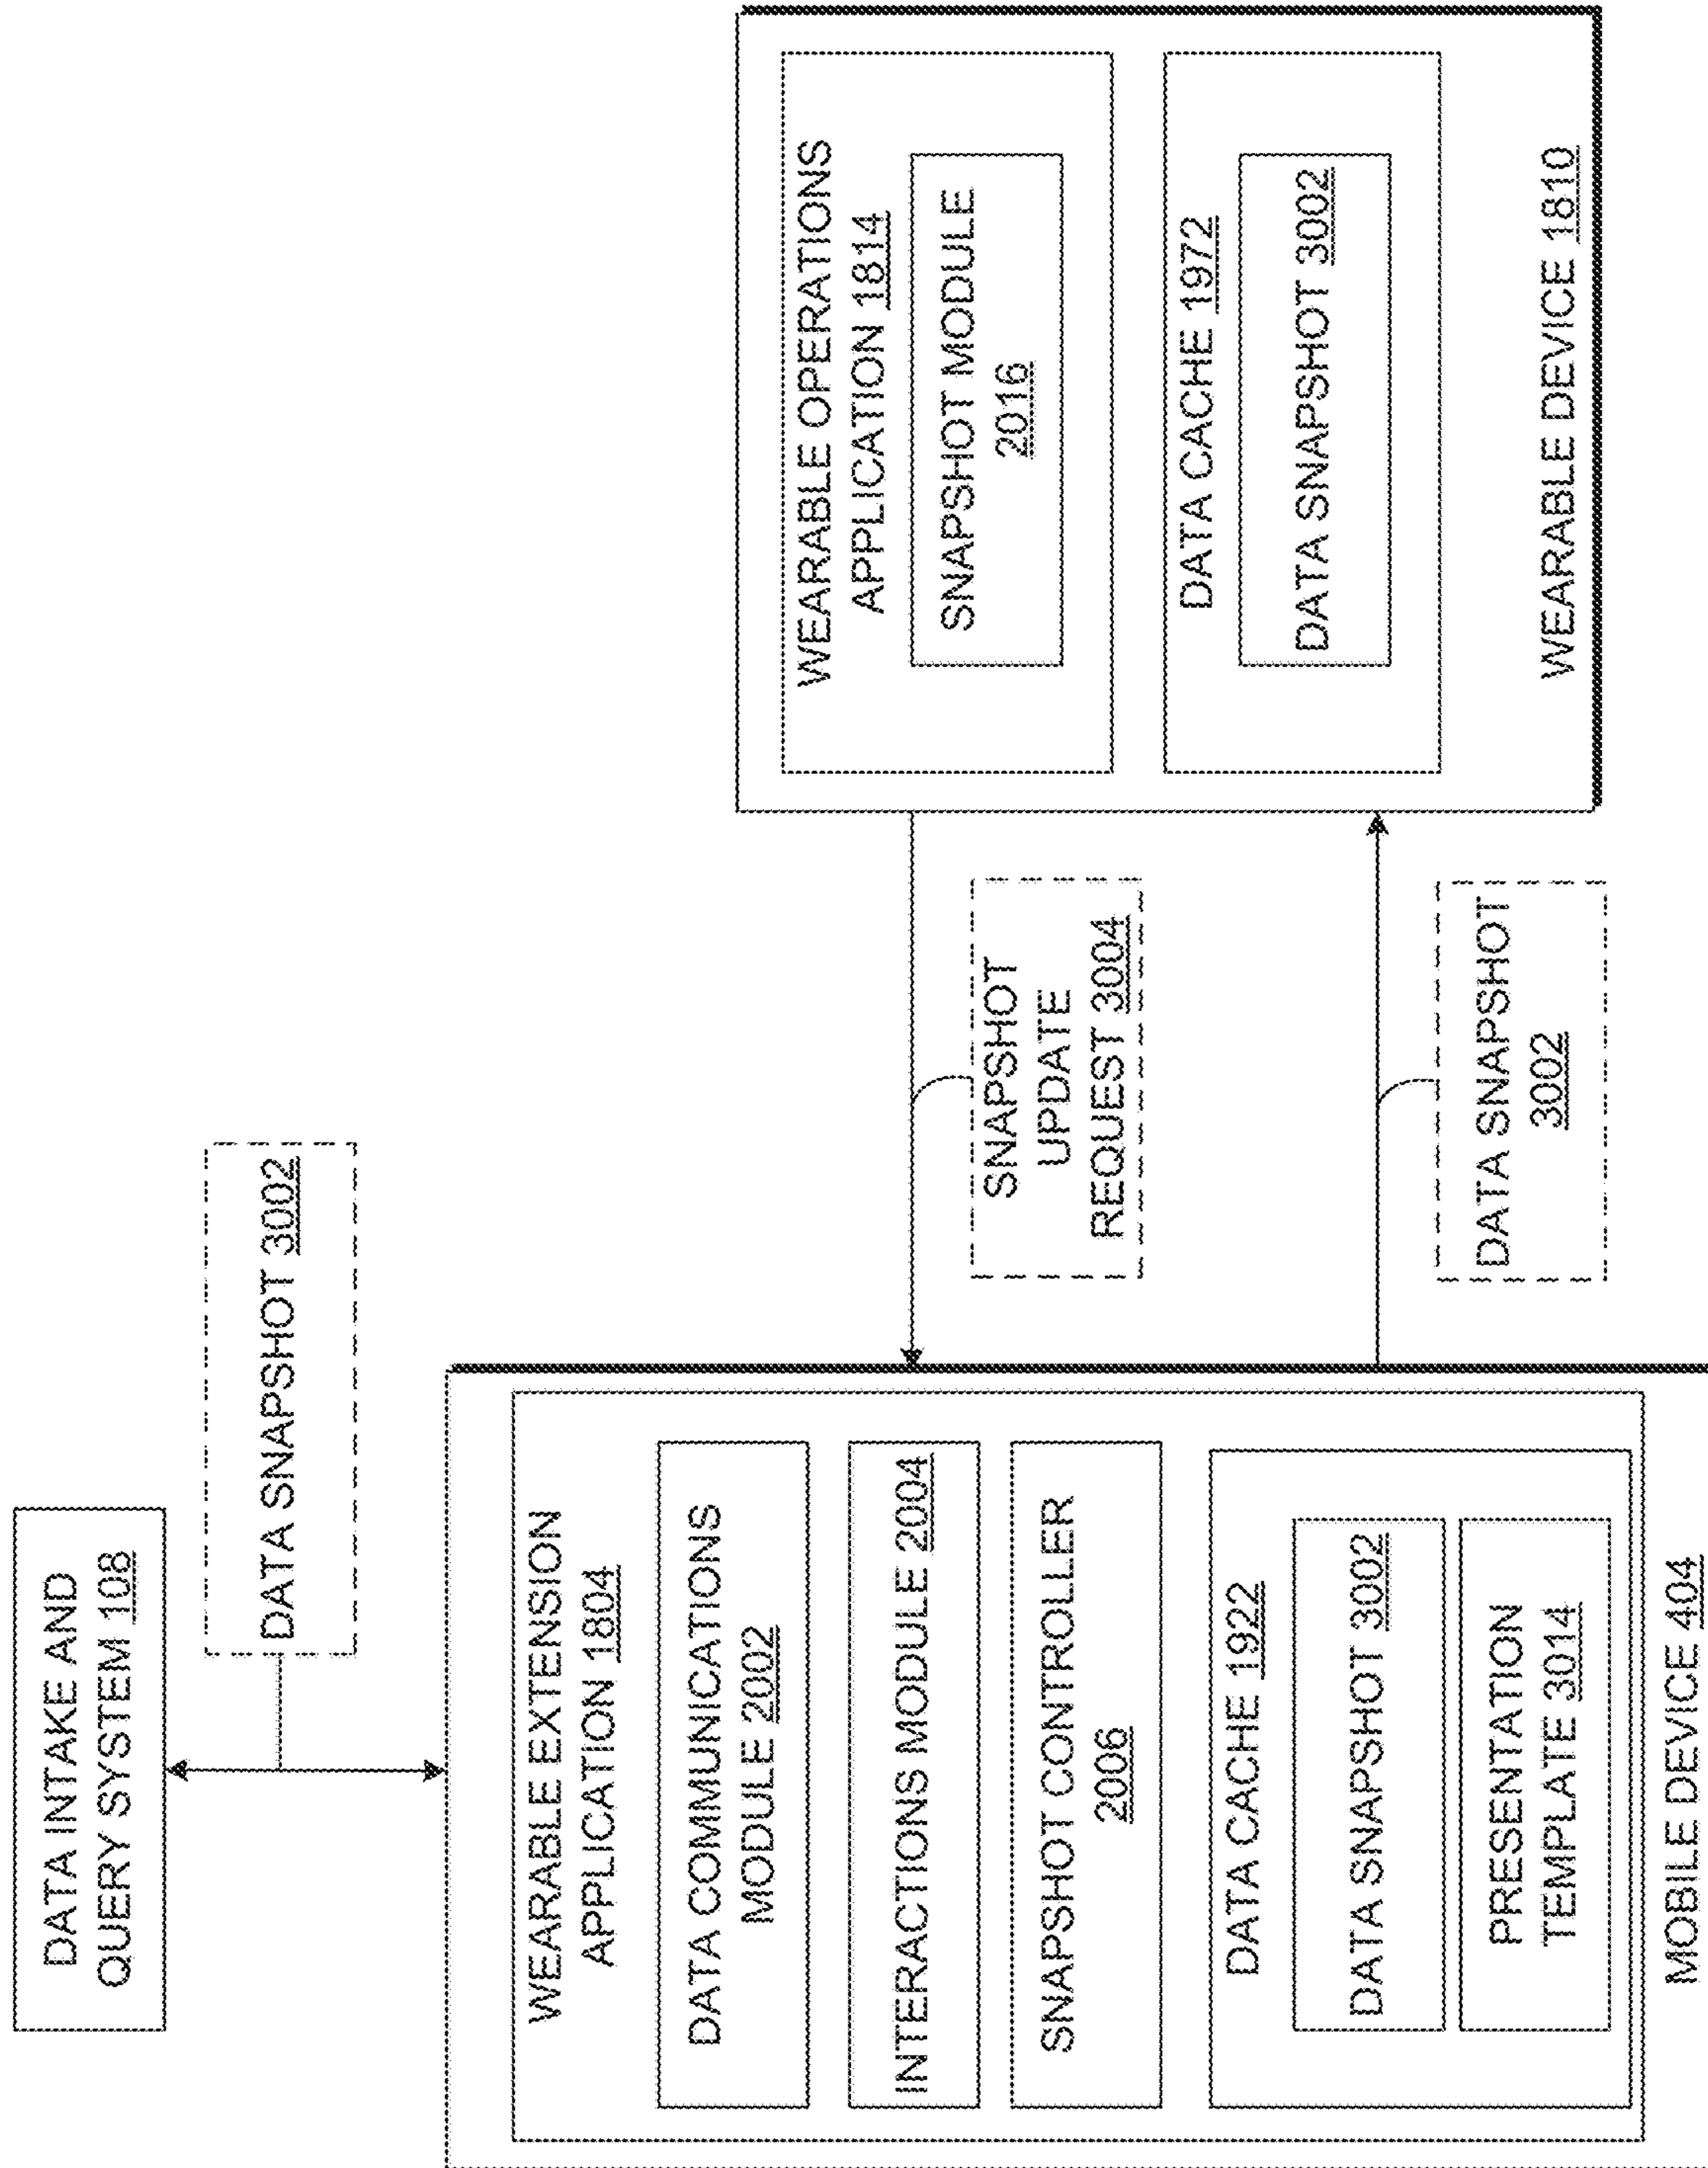 DATA INTAKE AND
QUERY SYSTEM 108
DATA SNAPSHOT 3002
WEARABLE EXTENSION
APPLICATION 1804
DATA COMMUNICATIONS
MODULE 2002
INTERACTIONS MODULE 2004
SNAPSHOT CONTROLLER
2006
DATA CACHE 1922
DATA SNAPSHOT 3002
PRESENTATION
TEMPLATE 3014
MOBILE DEVICE 404
SNAPSHOT
UPDATE
REQUEST 3004
DATA SNAPSHOT
3002
WEARABLE OPERATIONS
APPLICATION 1814
SNAPSHOT MODULE
2016
DATA CACHE 1972
DATA SNAPSHOT 3002
WEARABLE DEVICE 1810